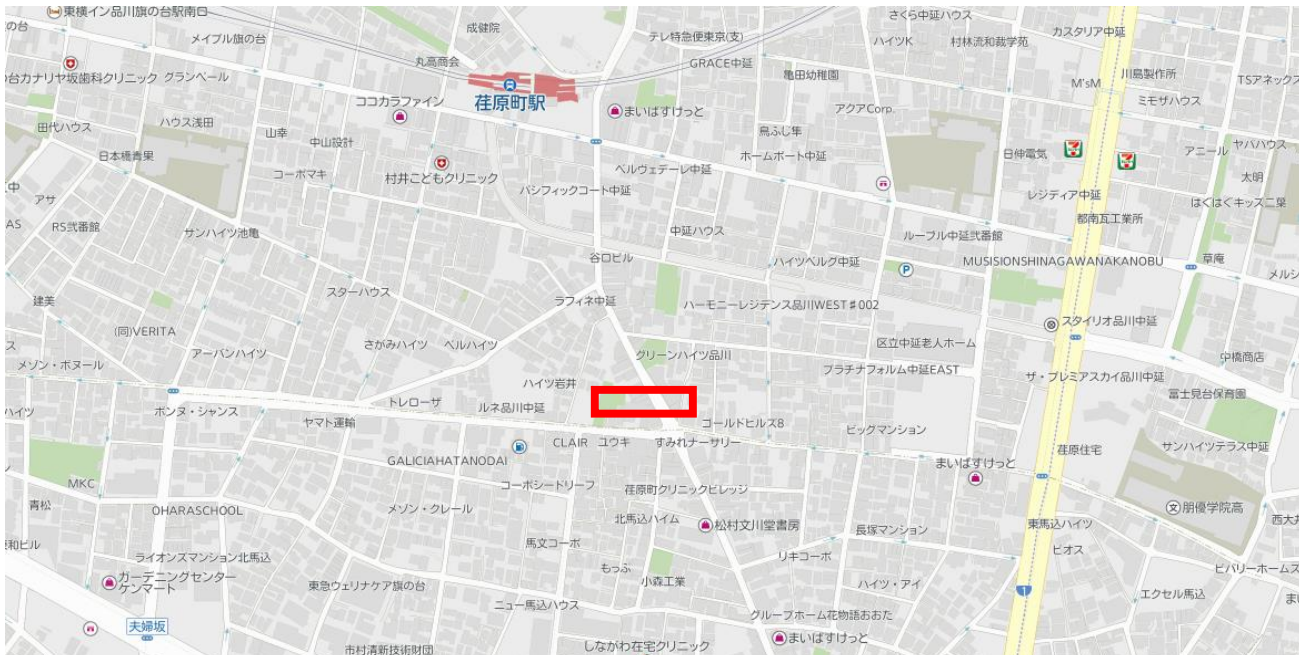 東横イン品川旗の台駅南口
成健院
さくら中延ハウス
の台
メイプル旗の台
テレ特急便東京(支)
ハイツK
村林流和裁学苑
カスタリア中延
丸高商会
GRACE中延
台カナリヤ坂歯科クリニック
グランベール
荏原町駅
亀田幼稚園
M'sM
川島製作所
TSアネックス
ココカラファイン
まいばすけっと
アクアCorp.
ミモザハウス
田代ハウス
ハウス浅田
山幸
中山設計
鳥ふじ隼
日本橋青果
ホームポート中延
日伸電気
アニール
ヤバハウス
コーポマキ
村井こどもクリニック
ベルヴェデーレ中延
太明
アサ
パシフィックコート中延
レジディア中延
はくはくキッズ二葉
AS
RS弐番館
サンハイツ池亀
中延ハウス
ルーブル中延弐番館
都南瓦工業所
谷口ビル
ハイツベルク中延
MUSISIONSHINAGAWANAKANOBU
草庵
メルシ
建美
スターハウス
ラフィネ中延
ハーモニーレジデンス品川WEST#002
(同)VERITA
スタイリオ品川中延
ス
アーバンハイツ
さがみハイツ
ベルハイツ
グリーンハイツ品川
区立中延老人ホーム
中橋商店
メゾン・ボヌール
ハイツ岩井
プラチナフォルム中延EAST
ザ・プレミアスカイ品川中延
富士見台保育園
ハイツ
ボンヌ・シャンス
トレローザ
ルネ品川中延
ヤマト運輸
ゴールドヒルズ8
ビッグマンション
CLAIR
ユウキ
すみれナーサリー
荏原住宅
サンハイツテラス中延
GALICIAHATANODAI
まいばすけっと
MKC
コーポシートリーフ
荏原町クリニックビレッジ
青松
OHARASCHOOL
メゾン・クレール
北馬込ハイム
松村文川堂書房
長塚マンション
東馬込ハイツ
朋優学院高
西大井
和ビル
馬文コーポ
ライオンズマンション北馬込
リキコーポ
ビオス
もっふ
ビバリーホームズ
ガーデニングセンター
ケンマート
東急ウェリナケア旗の台
小森工業
ハイツ・アイ
1
エクセル馬込
ニュー馬込ハウス
グループホーム花物語おおた
夫婦坂
しながわ在宅クリニック
まいばすけっと
市村清新技術財団